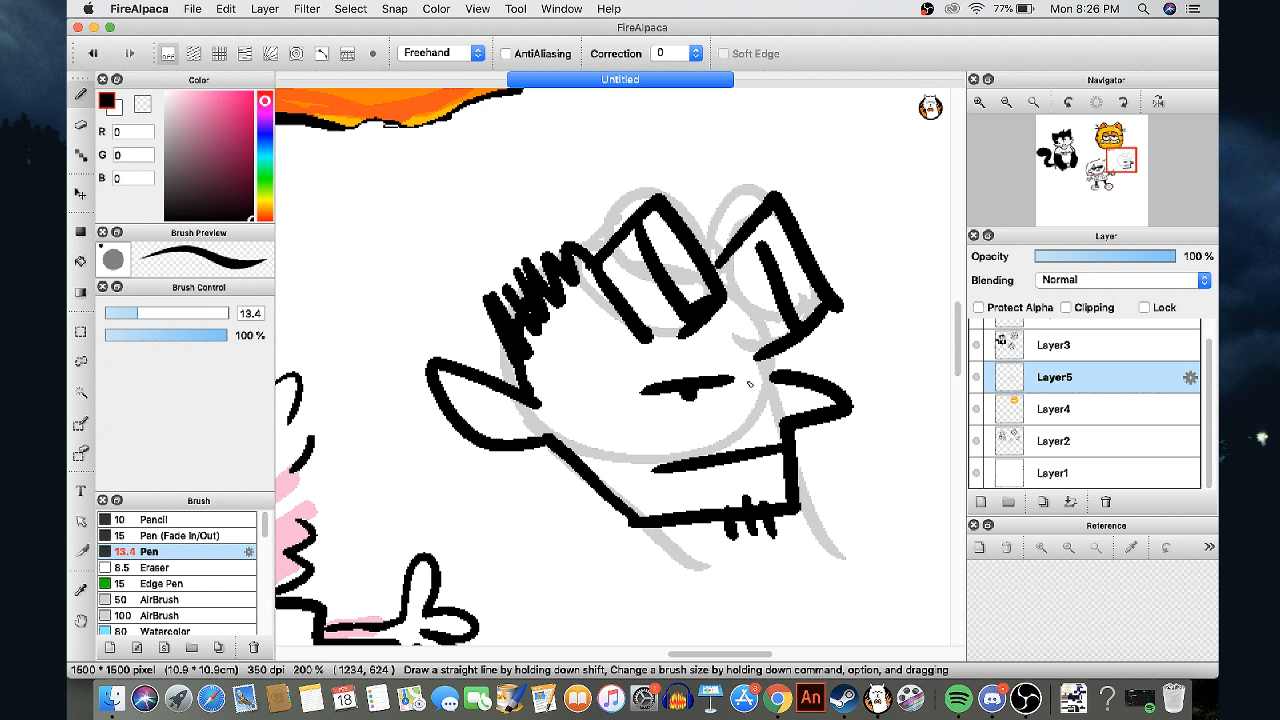 FireAlpaca File Edit Layer Filter Select Snap Color View Tool Window Help 77% Mon 8:26 PM
FireAlpaca
OFF Freehand AntiAliasing Correction 0 Soft Edge
Untitled
Color
R 0
G 0
B 0
Brush Preview
Brush Control
13.4
100 %
Brush
10 Pencil
15 Pen (Fade In/Out)
13.4 Pen
8.5 Eraser
15 Edge Pen
50 AirBrush
100 AirBrush
80 Watercolor
Navigator
Layer
Opacity 100 %
Blending Normal
Protect Alpha Clipping Lock
Layer3
Layer5
Layer4
Layer2
Layer1
Reference
1500 * 1500 pixel (10.9 * 10.9cm) 350 dpi 200 % ( 1234, 624 ) Draw a straight line by holding down shift, Change a brush size by holding down command, option, and dragging
18 An